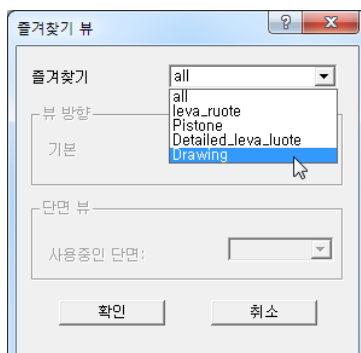 즐겨찾기 뷰
즐겨찾기 all
all
leva_ruote
Pistone
Detailed_leva_luote
Drawing
뷰 방향
기본
단면 뷰
사용중인 단면:
확인 취소